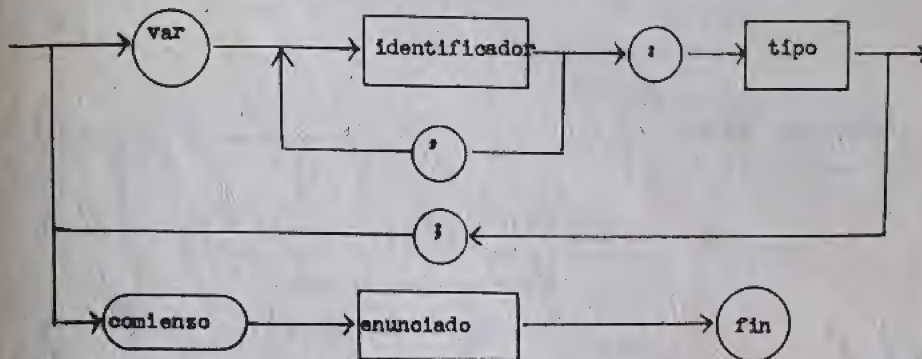 var identificador : tipo
,
;
comienzo enunciado fin